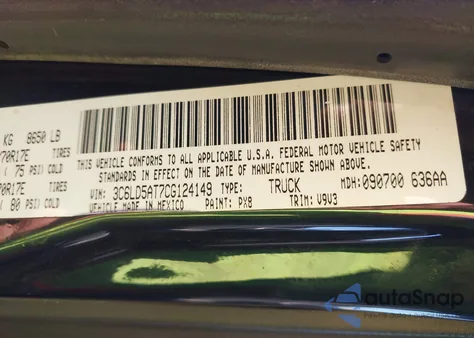 KG 8650 LB
70R17E TIRES
75 PSI) COLD
70R17E TIRES
80 PSI) COLD
THIS VEHICLE CONFORMS TO ALL APPLICABLE U.S.A. FEDERAL MOTOR VEHICLE SAFETY
STANDARDS IN EFFECT ON THE DATE OF MANUFACTURE SHOWN ABOVE.
VIN: 3C6LD5AT7CG124149 TYPE: TRUCK MDH: 090700 636AA
VEHICLE MADE IN MEXICO PAINT: PX8 TRIM: V9V3
autoSnap